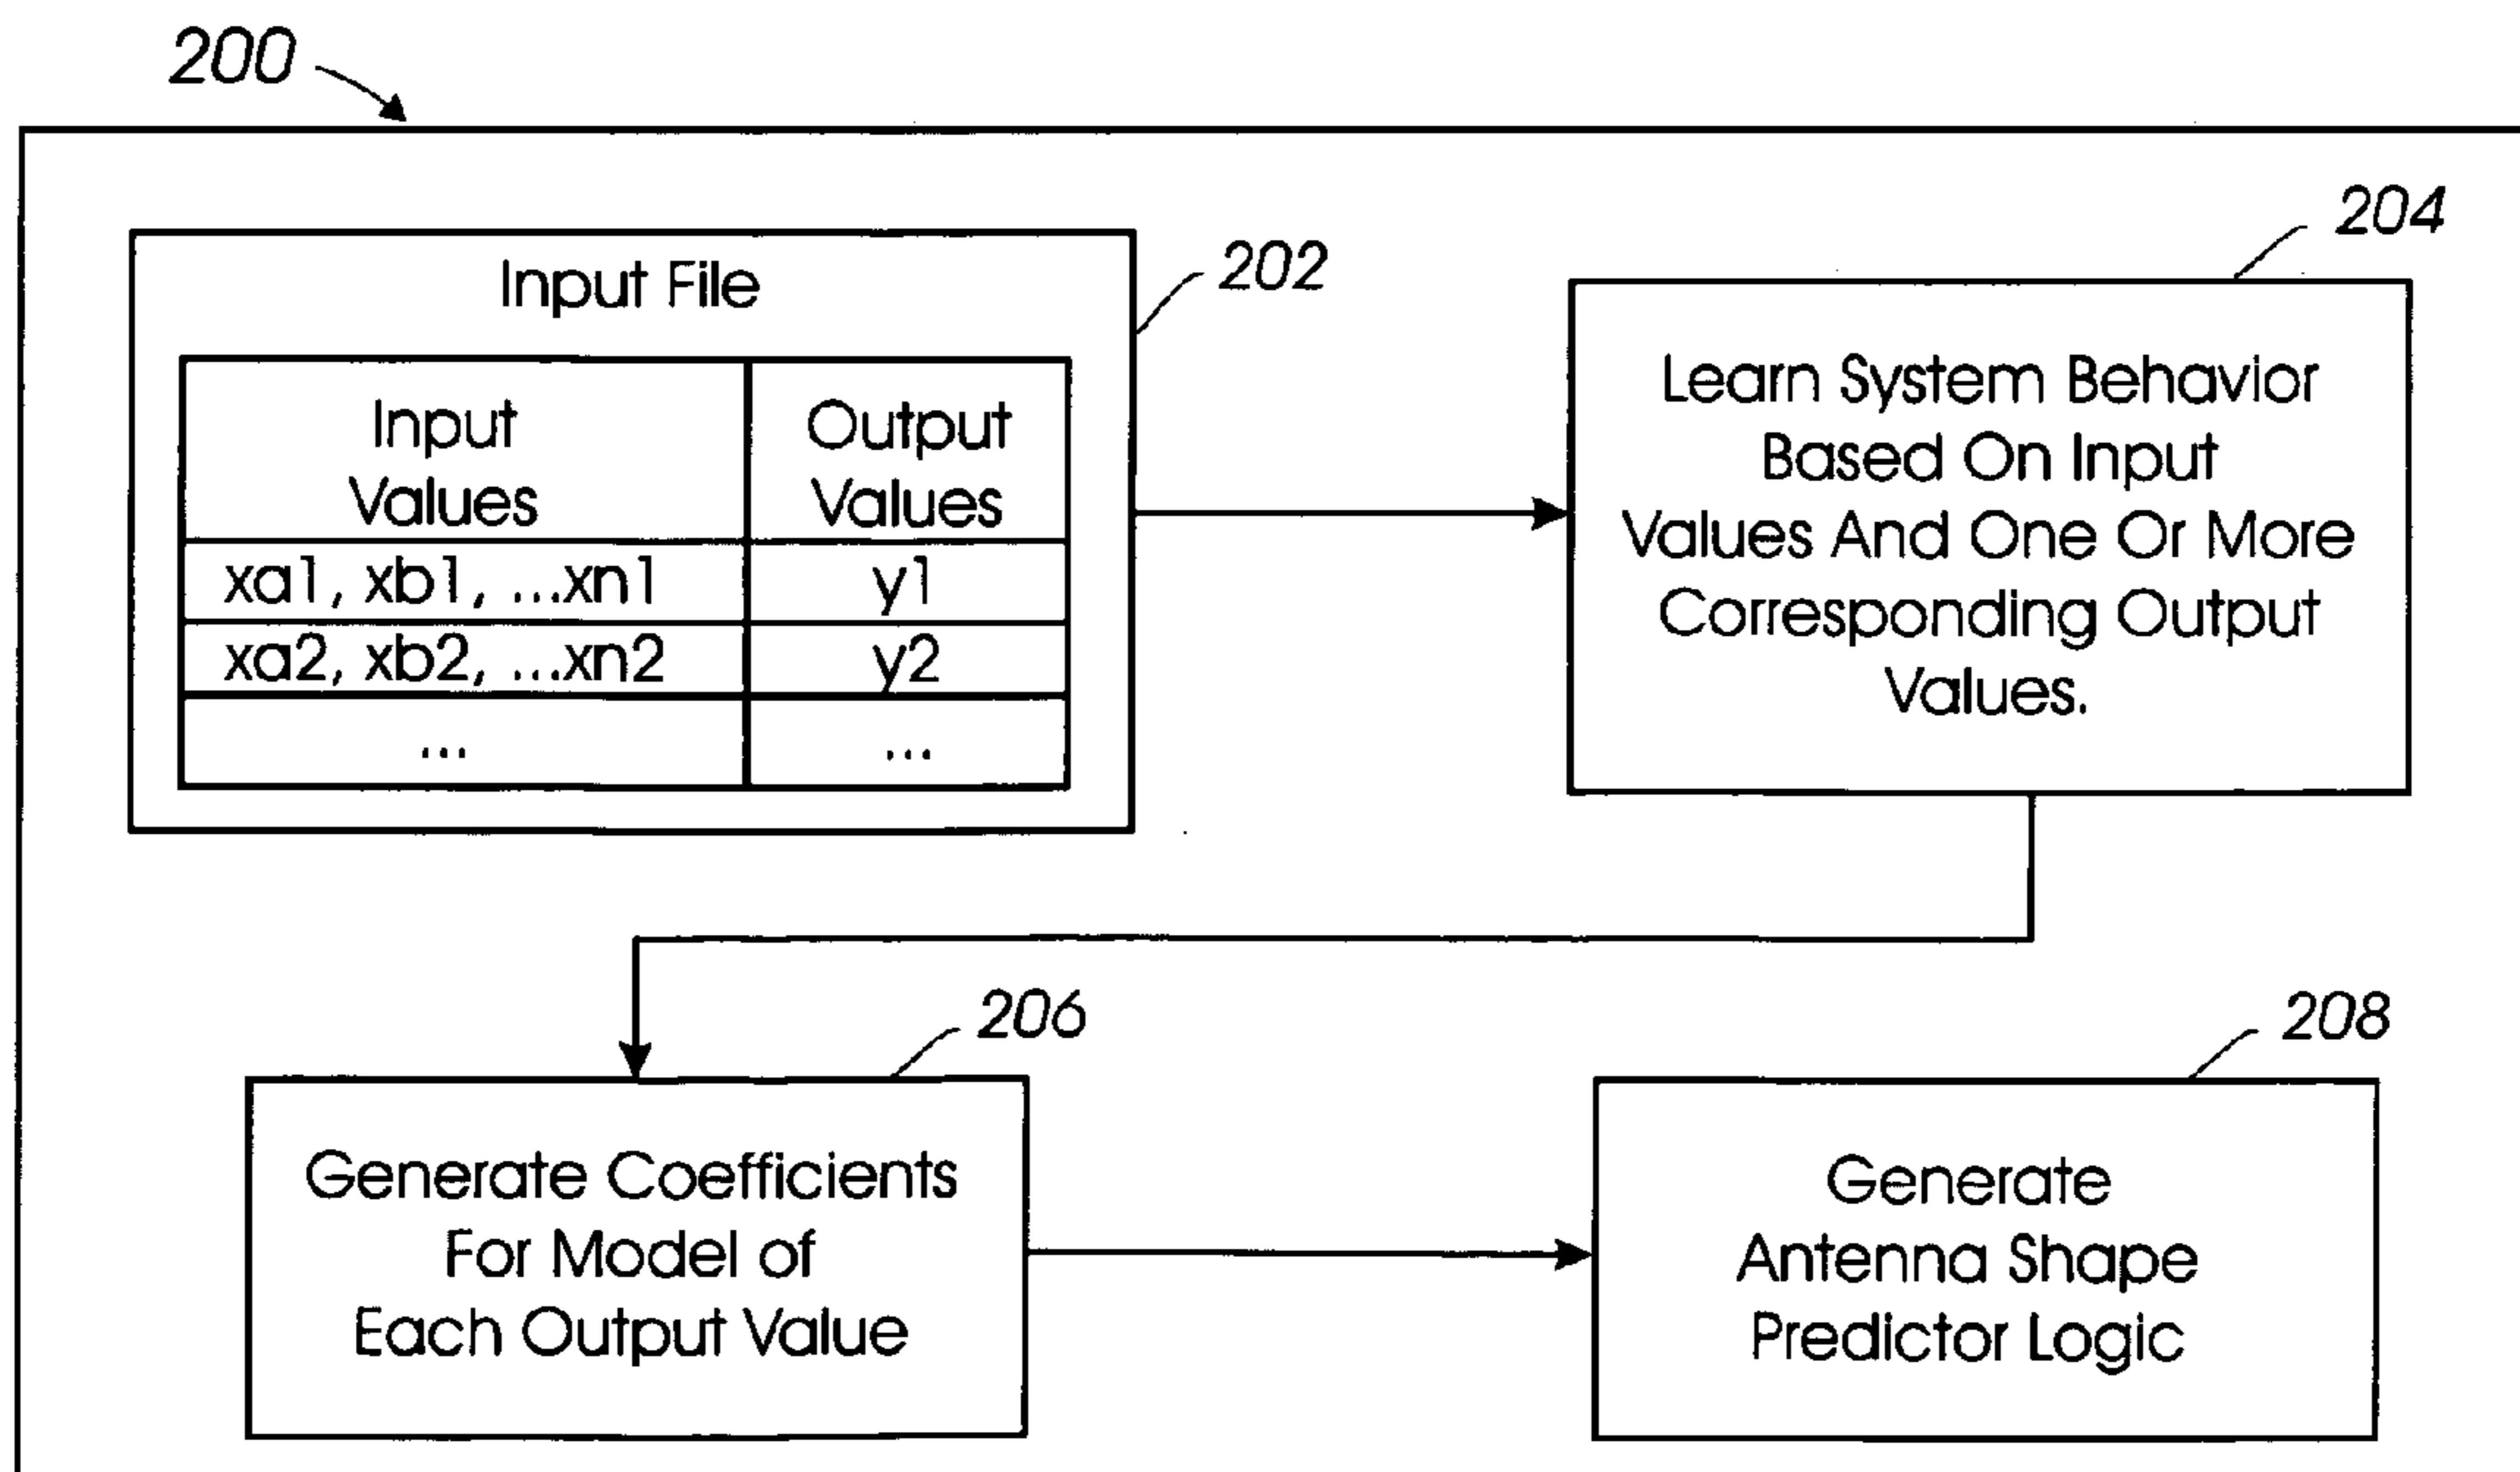 200
204
202
Input File
Input
Values
Output
Values
xa1, xb1, ...xn1
y1
xa2, xb2, ...xn2
y2
...
...
Learn System Behavior
Based On Input
Values And One Or More
Corresponding Output
Values.
206
208
Generate Coefficients
For Model of
Each Output Value
Generate
Antenna Shape
Predictor Logic